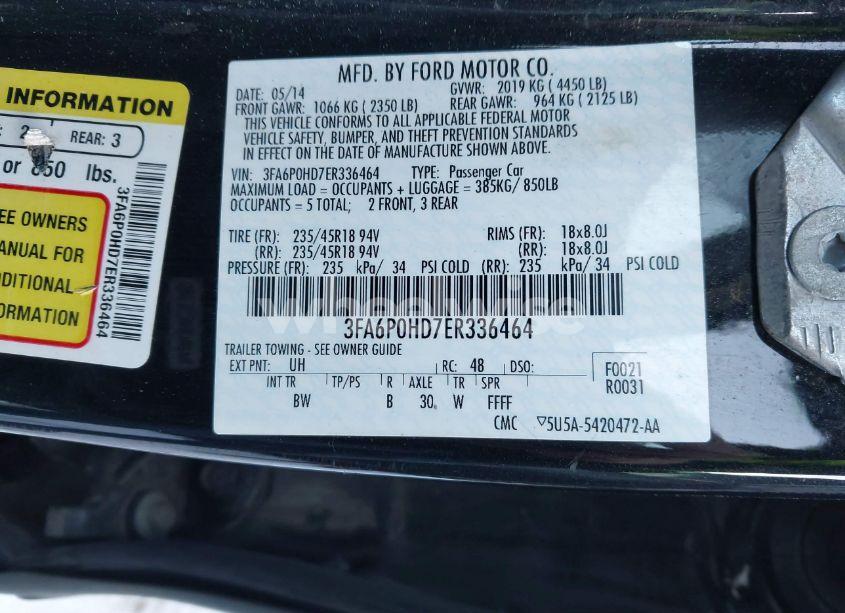 INFORMATION
: 2 REAR: 3
or 850 lbs.
EE OWNERS
ANUAL FOR
DDITIONAL
FORMATION
3FA6P0HD7ER336464
MFD. BY FORD MOTOR CO.
DATE: 05/14 GVWR: 2019 KG ( 4450 LB)
FRONT GAWR: 1066 KG ( 2350 LB) REAR GAWR: 964 KG ( 2125 LB)
THIS VEHICLE CONFORMS TO ALL APPLICABLE FEDERAL MOTOR
VEHICLE SAFETY, BUMPER, AND THEFT PREVENTION STANDARDS
IN EFFECT ON THE DATE OF MANUFACTURE SHOWN ABOVE.
VIN: 3FA6P0HD7ER336464 TYPE: Passenger Car
MAXIMUM LOAD = OCCUPANTS + LUGGAGE = 385KG/ 850LB
OCCUPANTS = 5 TOTAL; 2 FRONT, 3 REAR
TIRE (FR): 235/45R18 94V RIMS (FR): 18x8.0J
(RR): 235/45R18 94V (RR): 18x8.0J
PRESSURE (FR): 235 kPa/ 34 PSI COLD (RR): 235 kPa/ 34 PSI COLD
3FA6P0HD7ER336464
TRAILER TOWING - SEE OWNER GUIDE
EXT PNT: UH RC: 48 DSO: F0021
R0031
INT TR TP/PS R AXLE TR SPR
BW B 30 W FFFF
CMC 5U5A-5420472-AA